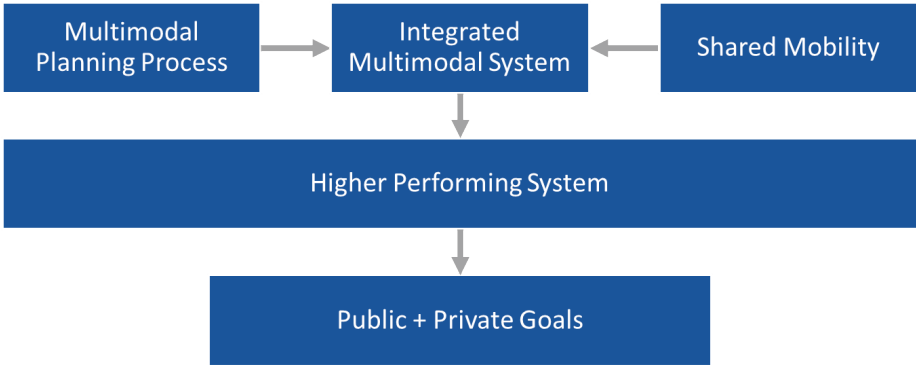 Multimodal
Planning Process
Integrated
Multimodal System
Shared Mobility
Higher Performing System
Public + Private Goals